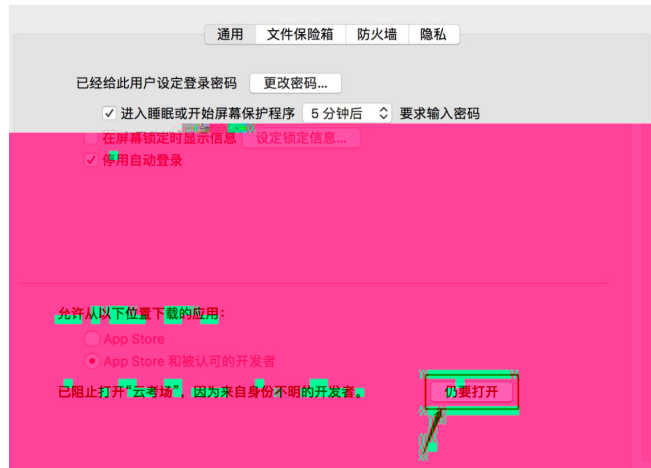 通用 文件保险箱 防火墙 隐私
已经给此用户设定登录密码 更改密码...
进入睡眠或开始屏幕保护程序 5 分钟后 要求输入密码
在屏幕锁定时显示信息 设定锁定信息...
停用自动登录
允许从以下位置下载的应用：
App Store
App Store 和被认可的开发者
已阻止打开“云考场”，因为来自身份不明的开发者。 仍要打开